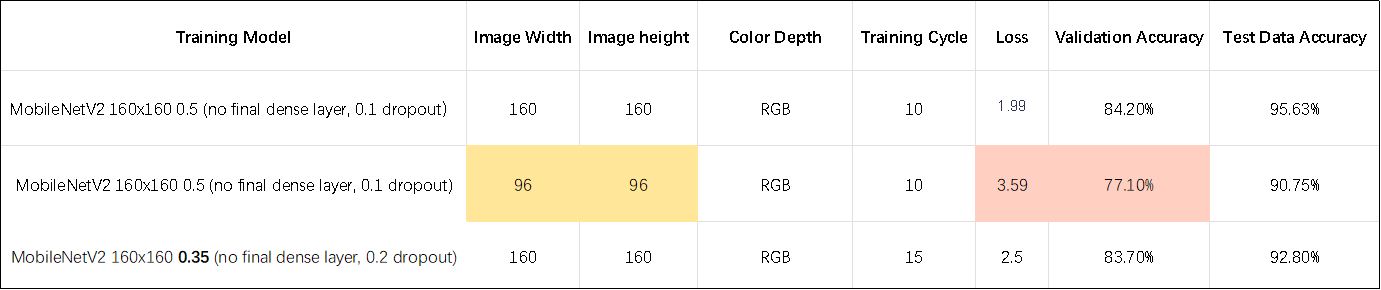 Training Model Image Width Image height Color Depth Training Cycle Loss Validation Accuracy Test Data Accuracy
MobileNetV2 160x160 0.5 (no final dense layer, 0.1 dropout) 160 160 RGB 10 1.99 84.20% 95.63%
MobileNetV2 160x160 0.5 (no final dense layer, 0.1 dropout) 96 96 RGB 10 3.59 77.10% 90.75%
MobileNetV2 160x160 0.35 (no final dense layer, 0.2 dropout) 160 160 RGB 15 2.5 83.70% 92.80%